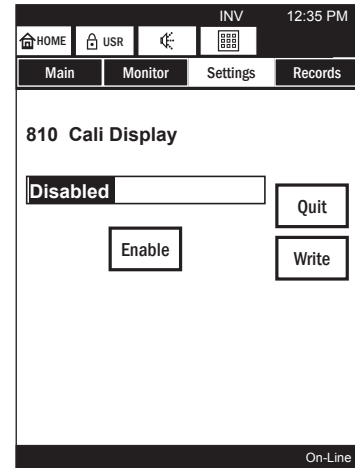 INV 12:35 PM
HOME USR
Main Monitor Settings Records
810 Cali Display
Disabled
Quit
Enable
Write
On-Line